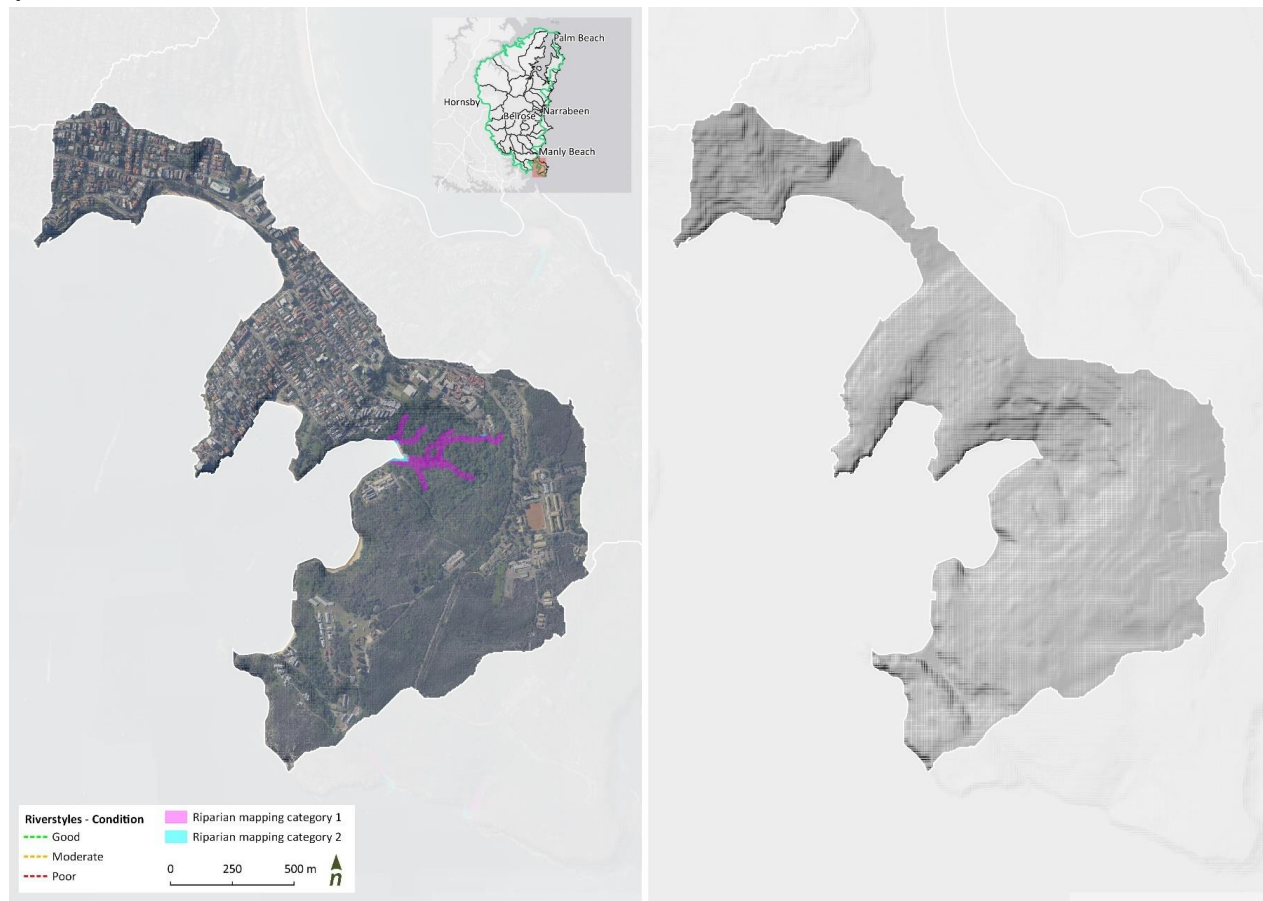 Palm Beach
Hornsby
Narrabeen
Belrose
Manly Beach
Riverstyles - Condition
Good
Moderate
Poor
Riparian mapping category 1
Riparian mapping category 2
0 250 500 m
n